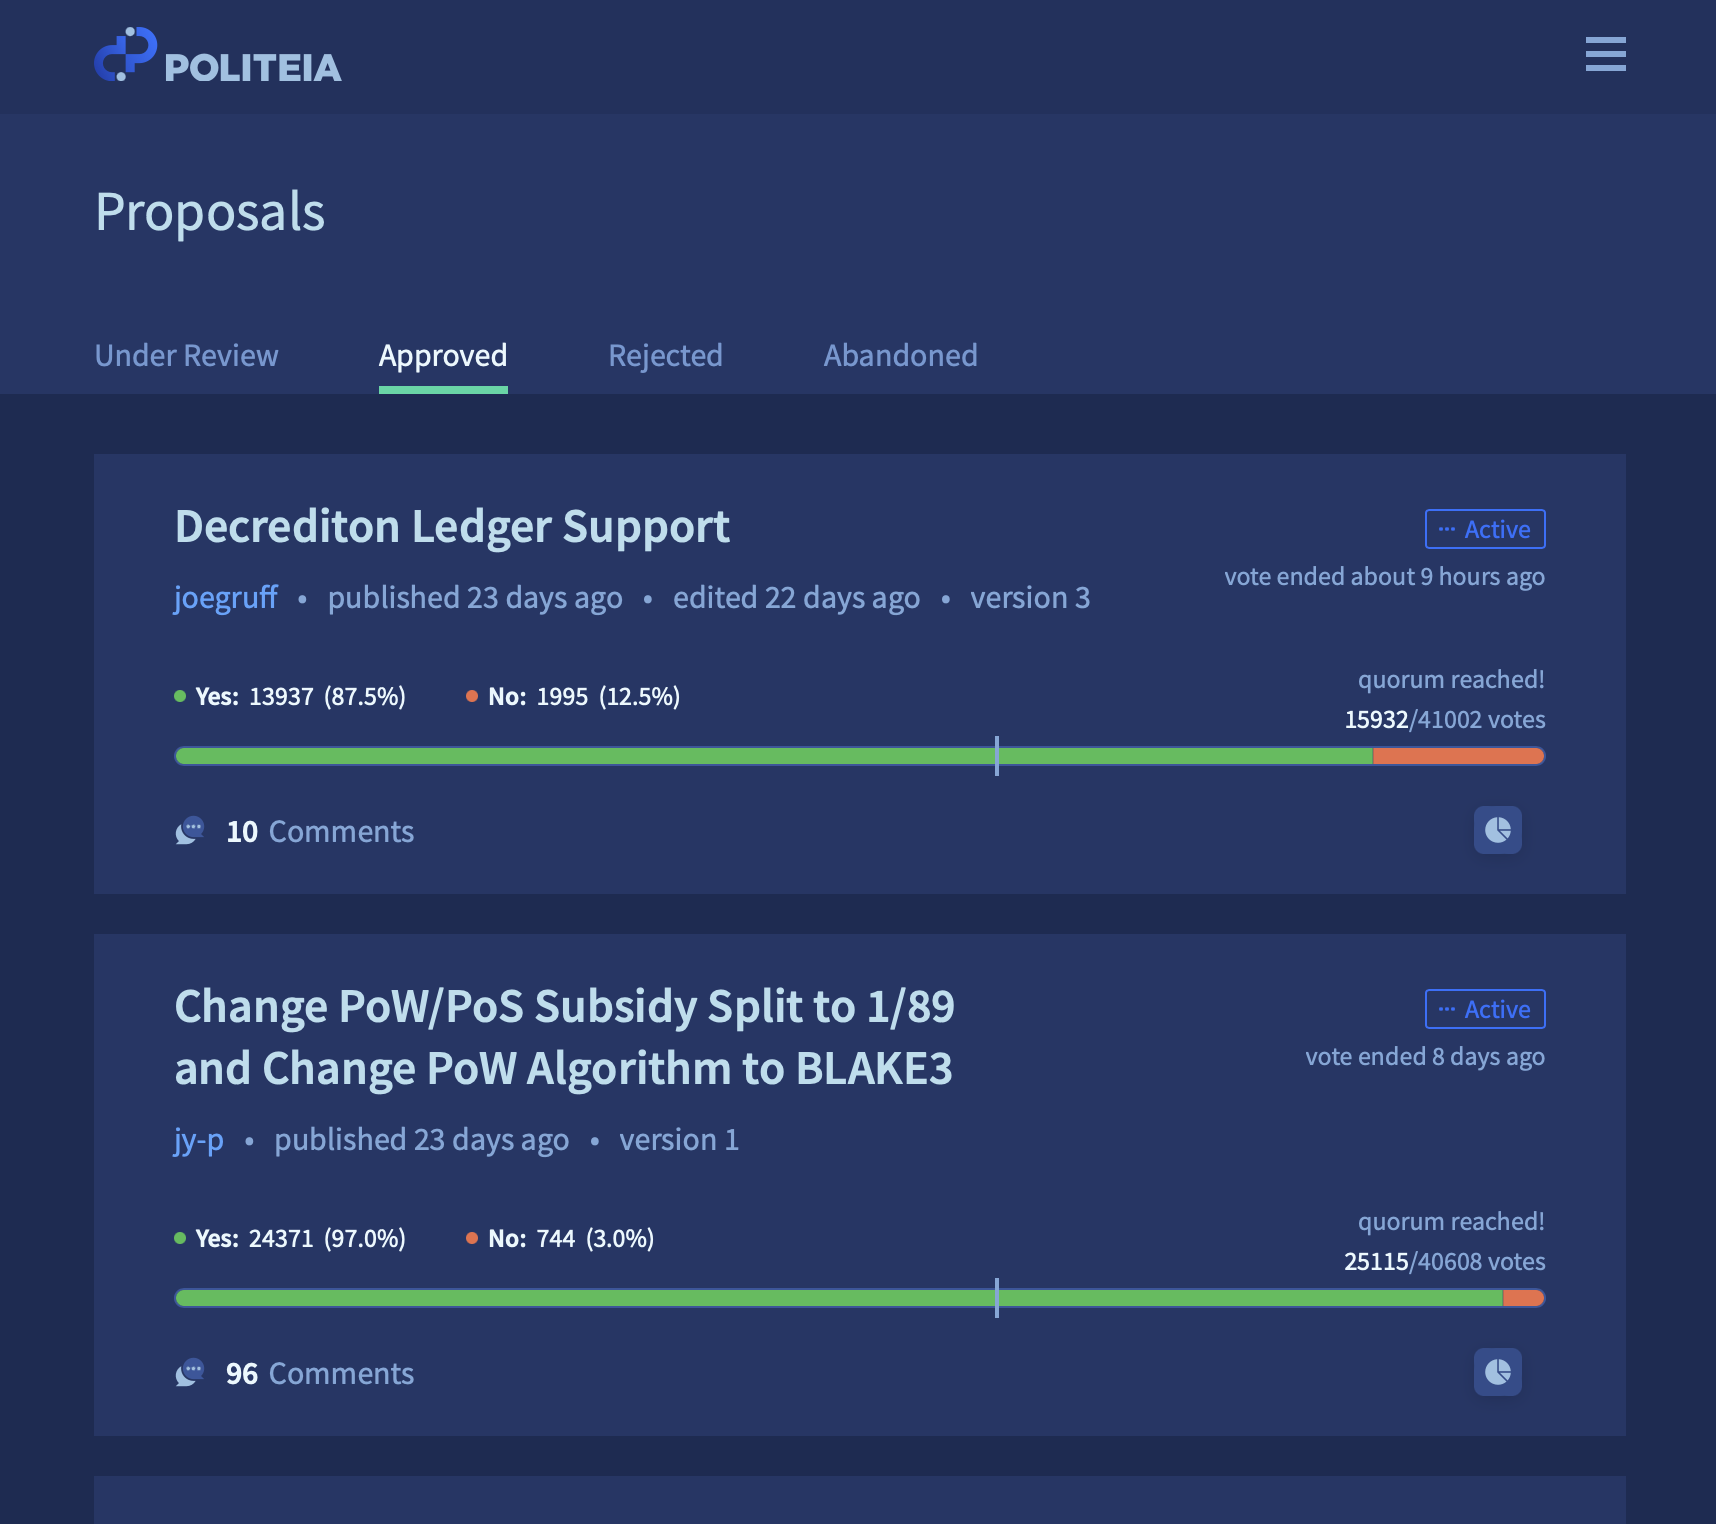 POLITEIA
Proposals
Under Review Approved Rejected Abandoned
Decrediton Ledger Support
··· Active
vote ended about 9 hours ago
joegruff • published 23 days ago • edited 22 days ago • version 3
quorum reached!
Yes: 13937 (87.5%) No: 1995 (12.5%)
15932/41002 votes
10 Comments
Change PoW/PoS Subsidy Split to 1/89
and Change PoW Algorithm to BLAKE3
··· Active
vote ended 8 days ago
jy-p • published 23 days ago • version 1
quorum reached!
Yes: 24371 (97.0%) No: 744 (3.0%)
25115/40608 votes
96 Comments